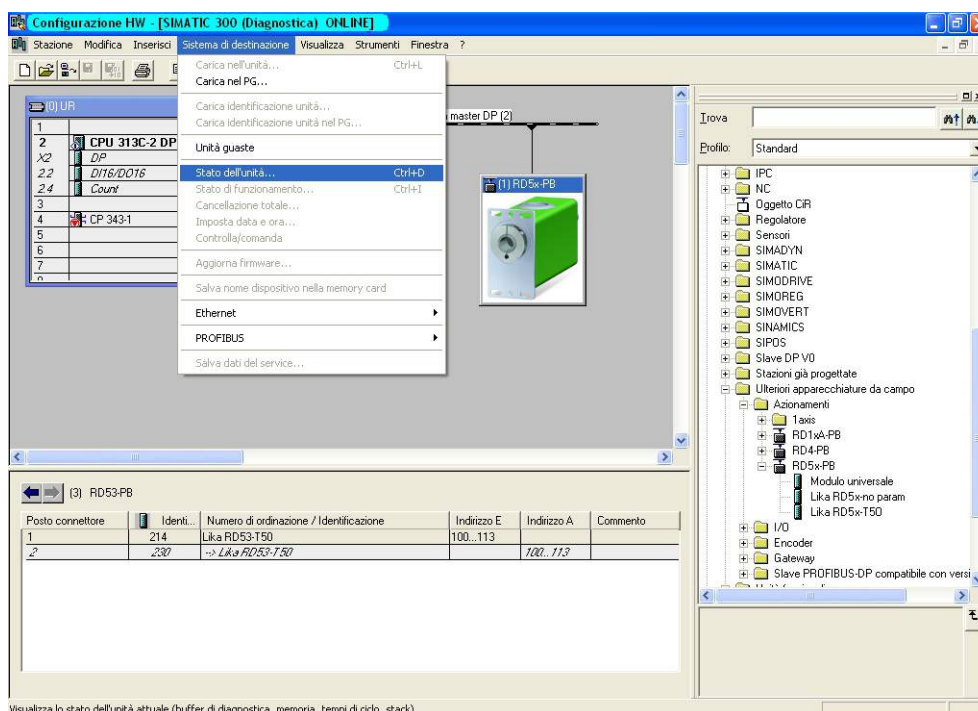 Configurazione HW - [SIMATIC 300 (Diagnostica) ONLINE]
Stazione Modifica Inserisci Sistema di destinazione Visualizza Strumenti Finestra ?
Carica nell'unità... Ctrl+L
Carica nel PG...
Carica identificazione unità...
Carica identificazione unità nel PG...
Unità guaste
Stato dell'unità... Ctrl+D
Stato di funzionamento... Ctrl+I
Cancellazione totale...
Imposta data e ora...
Controlla/comanda
Aggiorna firmware...
Salva nome dispositivo nella memory card
Ethernet
PROFIBUS
Salva dati del service...
(0) UR
1
2 CPU 313C-2 DP
X2 DP
2.2 DI16/DO16
2.4 Count
3
4 CP 343-1
5
6
7
master DP (2)
(1) RD5x-PB
Trova
Profilo: Standard
IPC
NC
Oggetto CiR
Regolatore
Sensori
SIMADYN
SIMATIC
SIMODRIVE
SIMOREG
SIMOVERT
SINAMICS
SIPOS
Slave DP V0
Stazioni già progettate
Ulteriori apparecchiature da campo
Azionamenti
1axis
RD1xA-PB
RD4-PB
RD5x-PB
Modulo universale
Lika RD5x-no param
Lika RD5x-T50
I/O
Encoder
Gateway
Slave PROFIBUS-DP compatibile con versi
(3) RD53-PB
Posto connettore Identi... Numero di ordinazione / Identificazione Indirizzo E Indirizzo A Commento
1 214 Lika RD53-T50 100...113
2 230 --> Lika RD53-T50 100...113
Visualizza lo stato dell'unità attuale (buffer di diagnostica, memoria, tempi di ciclo, stack)